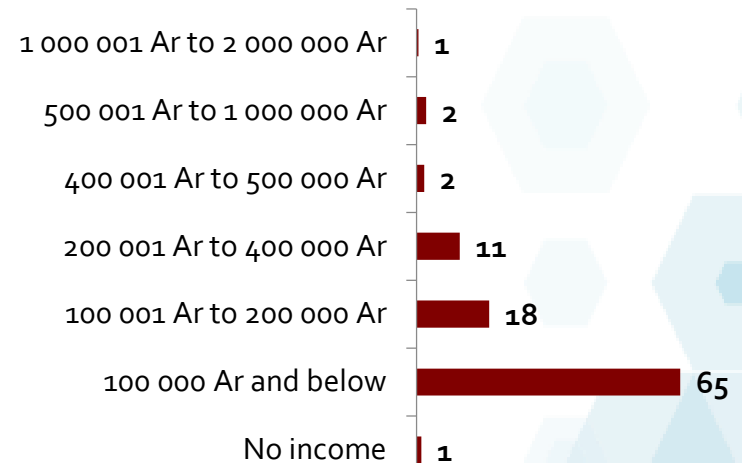 1 000 001 Ar to 2 000 000 Ar 1
500 001 Ar to 1 000 000 Ar 2
400 001 Ar to 500 000 Ar 2
200 001 Ar to 400 000 Ar 11
100 001 Ar to 200 000 Ar 18
100 000 Ar and below 65
No income 1